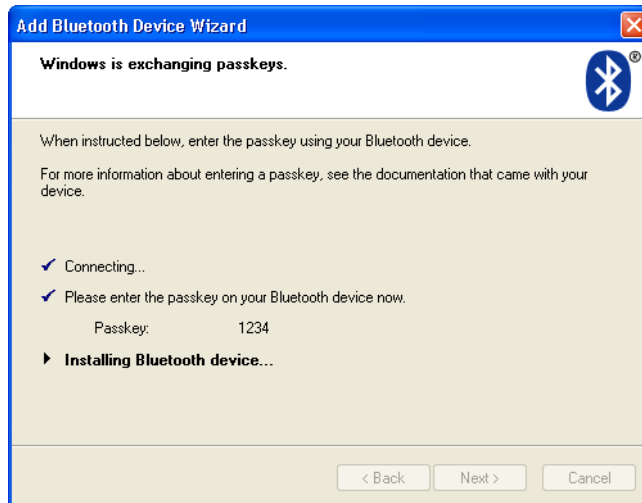 Add Bluetooth Device Wizard
Windows is exchanging passkeys.
®
When instructed below, enter the passkey using your Bluetooth device.
For more information about entering a passkey, see the documentation that came with your
device.
Connecting...
Please enter the passkey on your Bluetooth device now.
Passkey: 1234
Installing Bluetooth device...
< Back Next > Cancel